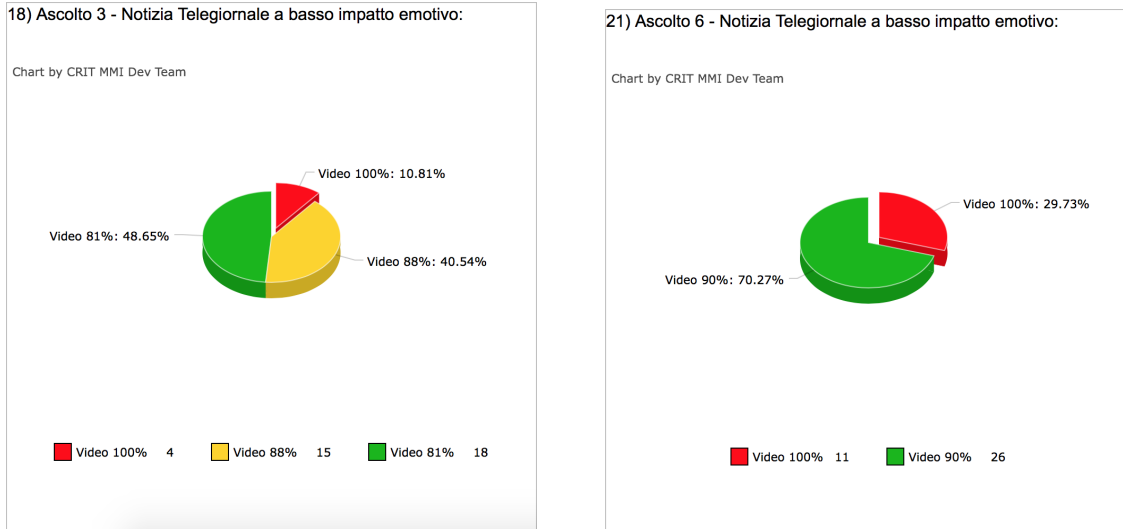 18) Ascolto 3 - Notizia Telegiornale a basso impatto emotivo:
Chart by CRIT MMI Dev Team
Video 100%: 10.81%
Video 81%: 48.65%
Video 88%: 40.54%
Video 100% 4 Video 88% 15 Video 81% 18
21) Ascolto 6 - Notizia Telegiornale a basso impatto emotivo:
Chart by CRIT MMI Dev Team
Video 100%: 29.73%
Video 90%: 70.27%
Video 100% 11 Video 90% 26